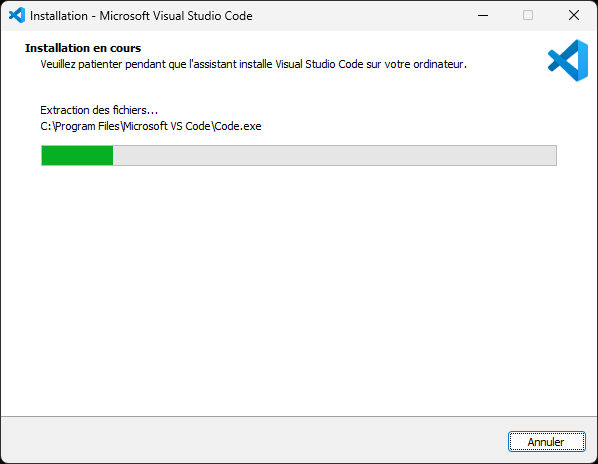 Installation - Microsoft Visual Studio Code
Installation en cours
Veuillez patienter pendant que l'assistant installe Visual Studio Code sur votre ordinateur.
Extraction des fichiers...
C:\Program Files\Microsoft VS Code\Code.exe
Annuler